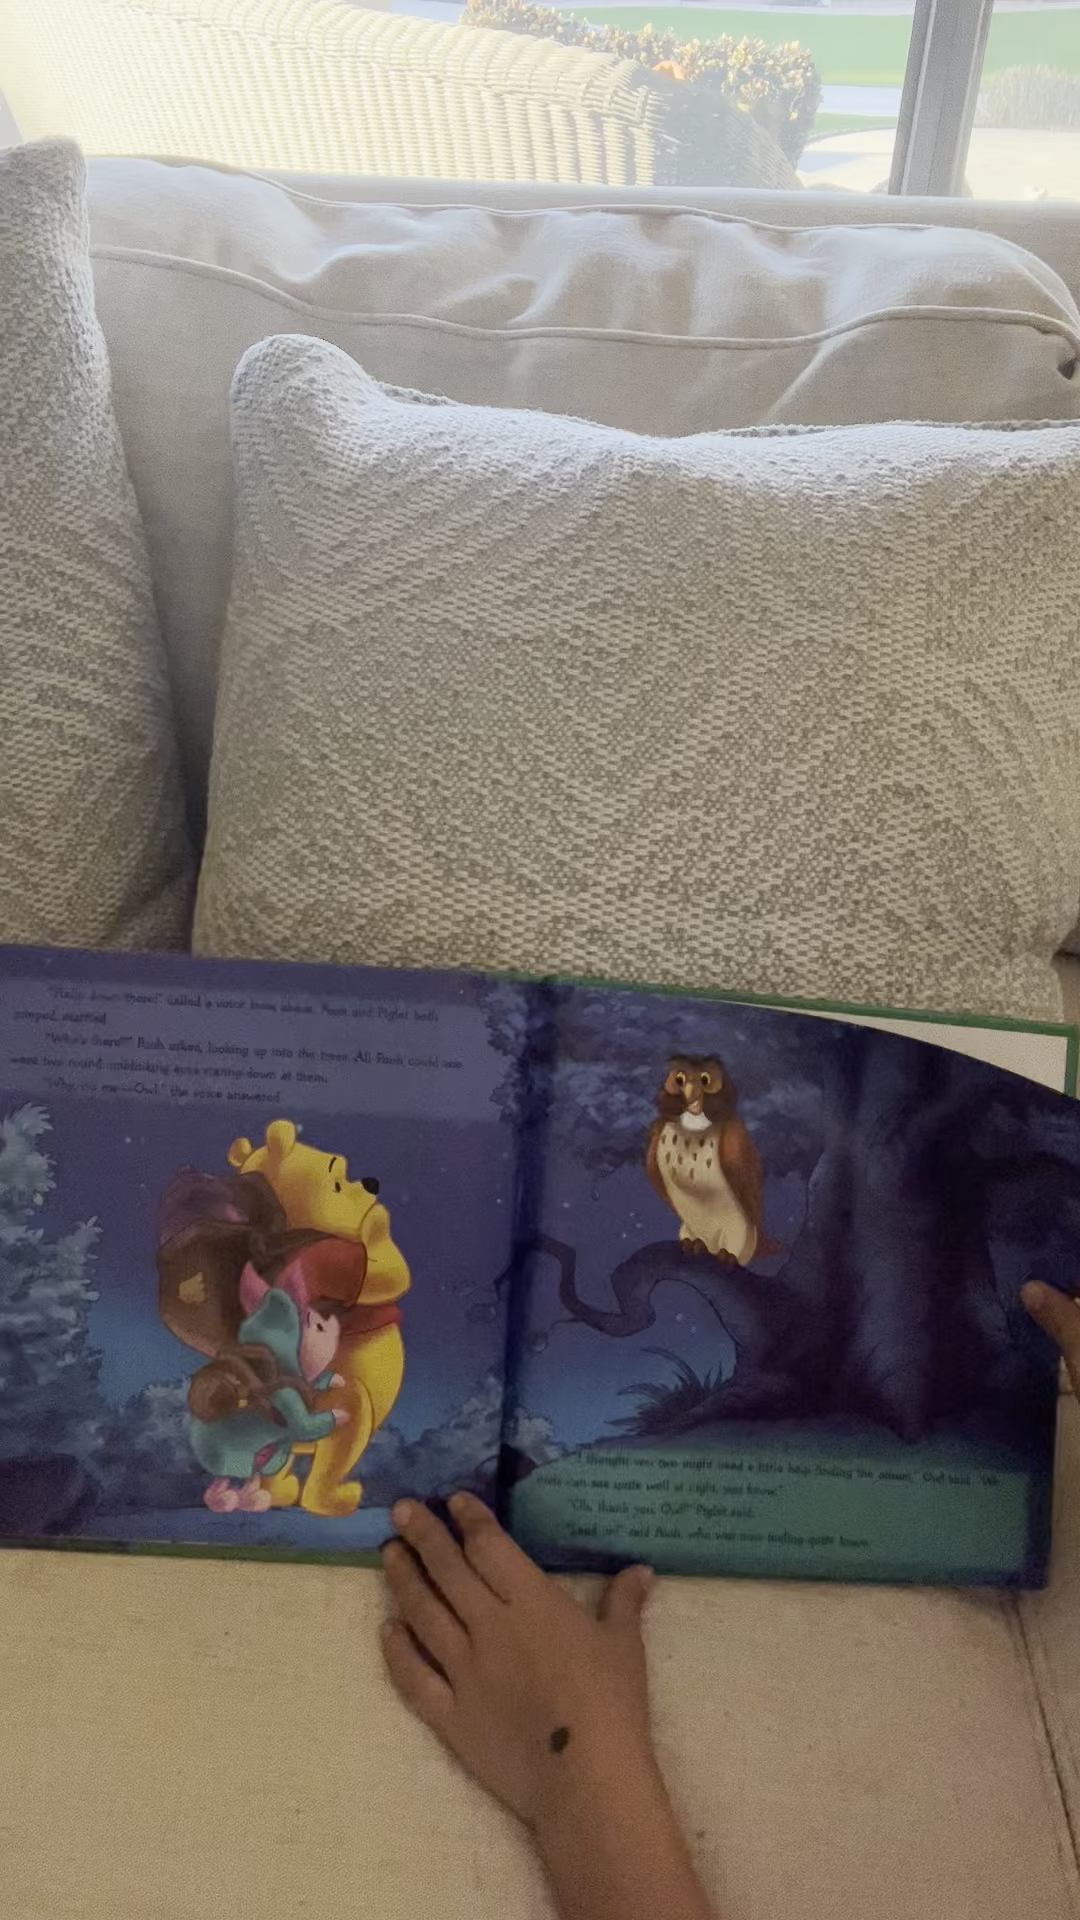 "Hello down there!" called a voice from above. Pooh and Piglet both
jumped, startled.
"Who's there?" Pooh asked, looking up into the trees. All Pooh could see
were two round, unblinking eyes staring down at them.
"Why, it's me—Owl," the voice answered.
"I thought you two might need a little help finding the," Owl said. "We
can see quite well at night, you know."
"Oh, thank you, Owl!" Piglet said.
"Lead on!" said Pooh, who was now feeling quite